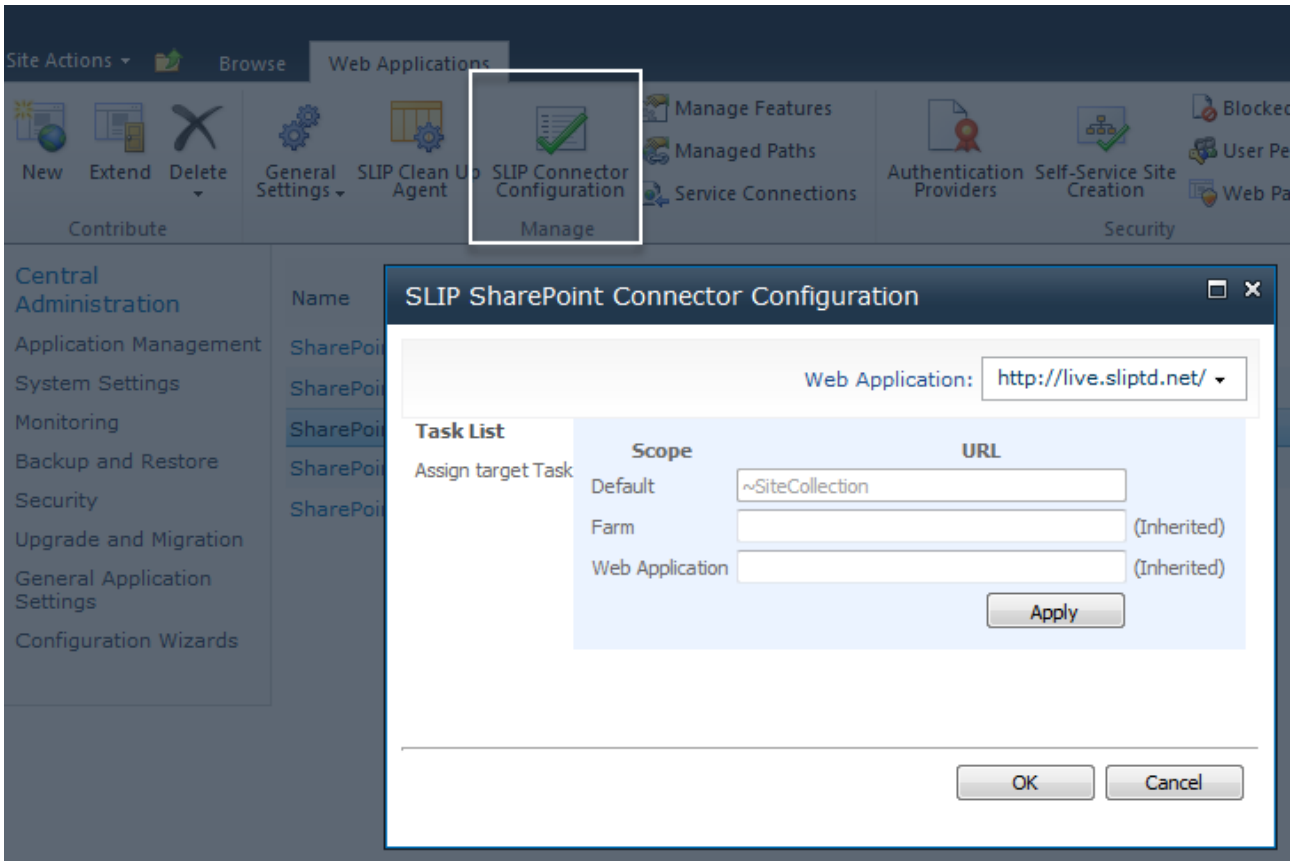 Site Actions Browse Web Applications
New Extend Delete General Settings SLIP Clean Up Agent SLIP Connector Configuration Manage Features
Managed Paths
Service Connections
Authentication Providers Self-Service Site Creation
User
Web
Contribute Manage Security
Central
Administration
Application Management
System Settings
Monitoring
Backup and Restore
Security
Upgrade and Migration
General Application
Settings
Configuration Wizards
Name
SLIP SharePoint Connector Configuration
Web Application: http://live.sliptd.net/
Task List
Assign target Task
Scope URL
Default ~SiteCollection
Farm (Inherited)
Web Application (Inherited)
Apply
OK Cancel